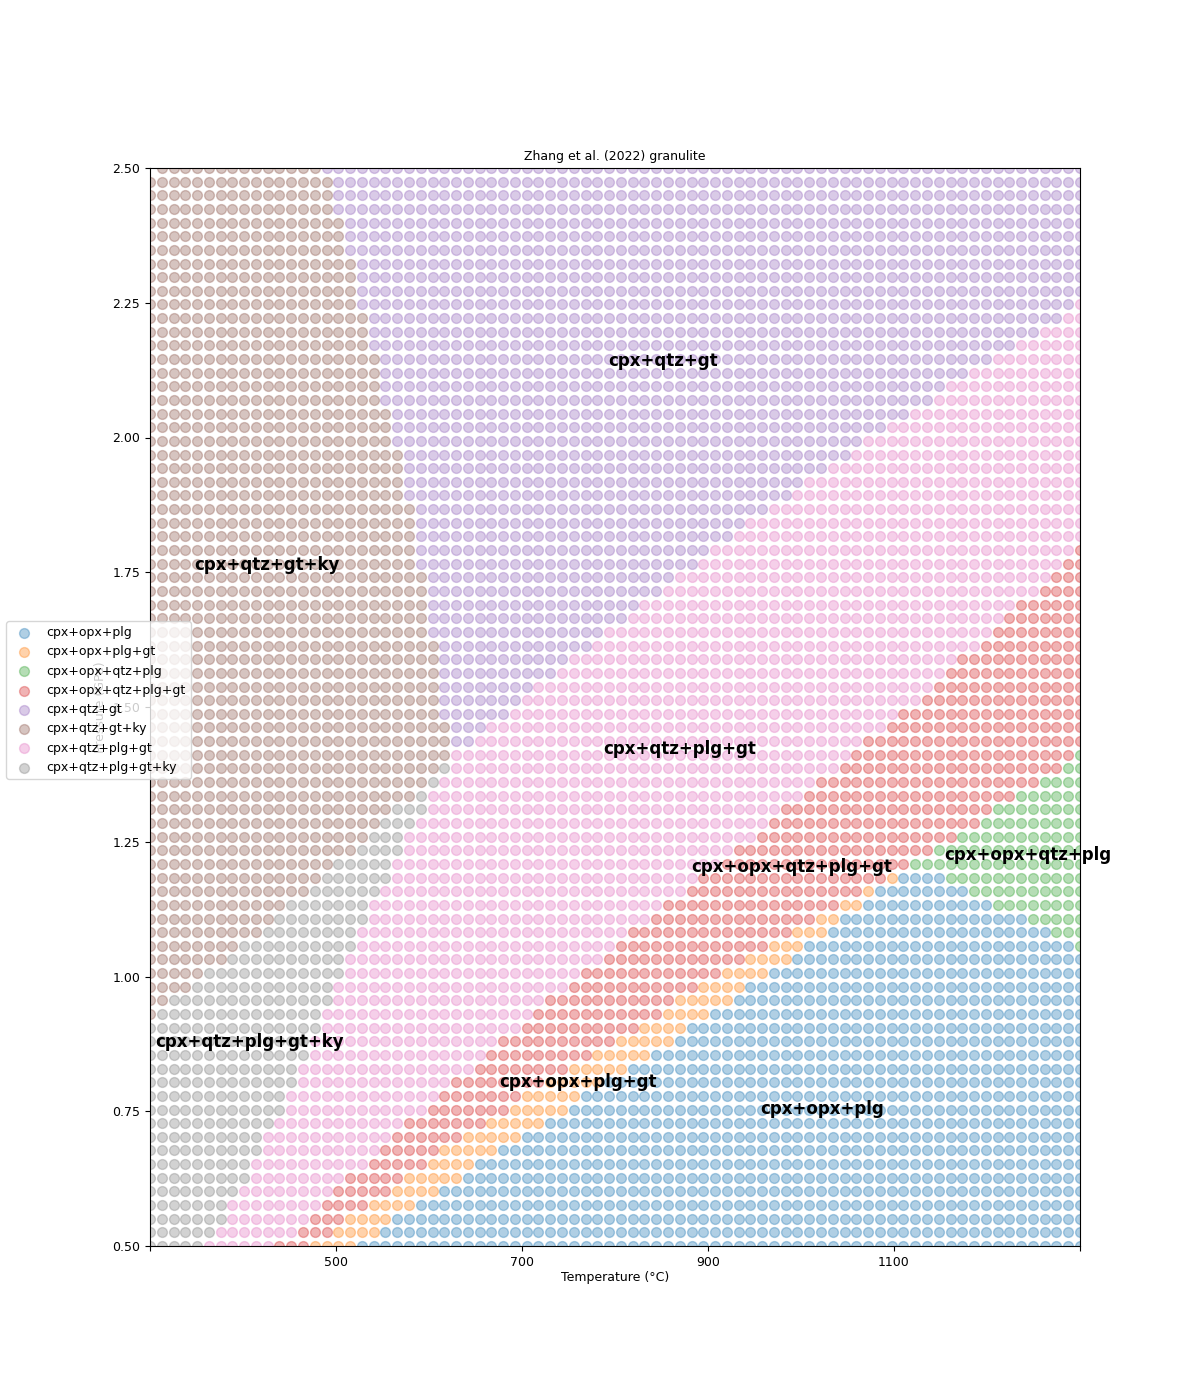 Zhang et al. (2022) granulite
2.50
2.25
cpx+qtz+gt
2.00
1.75
cpx+qtz+gt+ky
cpx+opx+plg
cpx+opx+plg+gt
cpx+opx+qtz+plg
cpx+opx+qtz+plg+gt
cpx+qtz+gt
cpx+qtz+gt+ky
cpx+qtz+plg+gt
cpx+qtz+plg+gt+ky
cpx+qtz+plg+gt
1.25
cpx+opx+qtz+plg
cpx+opx+qtz+plg+gt
1.00
cpx+qtz+plg+gt+ky
cpx+opx+plg+gt
0.75
cpx+opx+plg
0.50
500 700 900 1100
Temperature (°C)